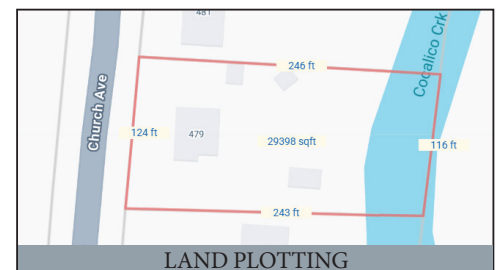 481
246 ft
Cocalico Crk
Church Ave
124 ft
479
29398 sqft
116 ft
243 ft
LAND PLOTTING